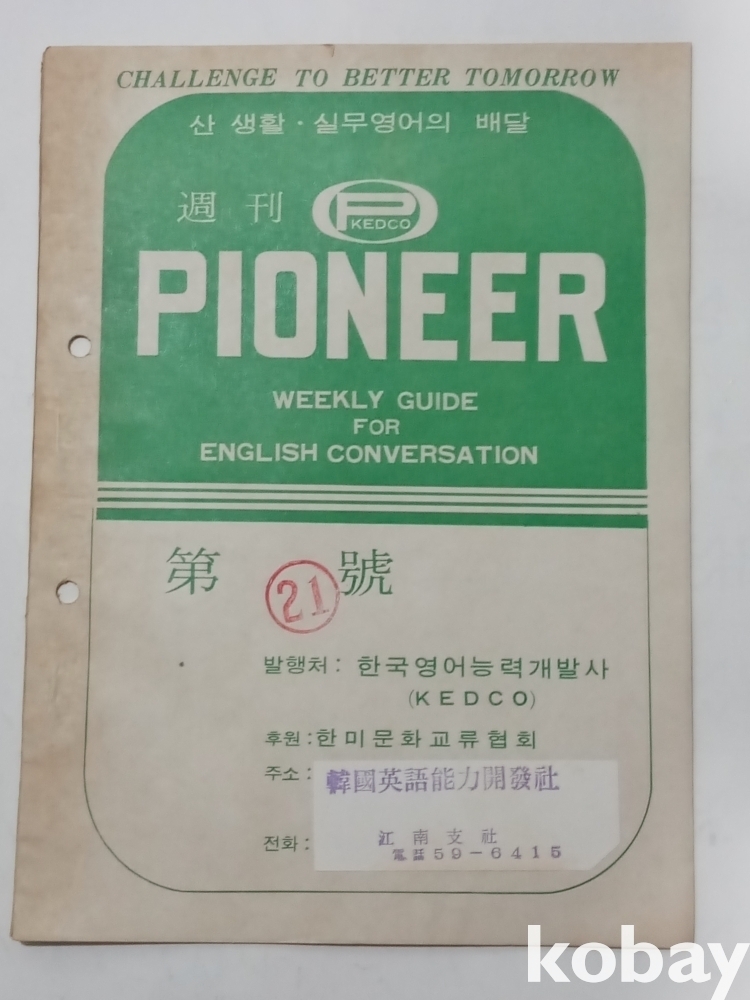 CHALLENGE TO BETTER TOMORROW
산 생활 · 실무영어의 배달
週刊 P KEDCO
PIONEER
WEEKLY GUIDE
FOR
ENGLISH CONVERSATION
第 21 號
발행처 : 한국영어능력개발사
(KEDCO)
후원 : 한미문화교류협회
주소 : 韓國英語能力開發社
江南支社
전화 : 電話 59-6415
kobay